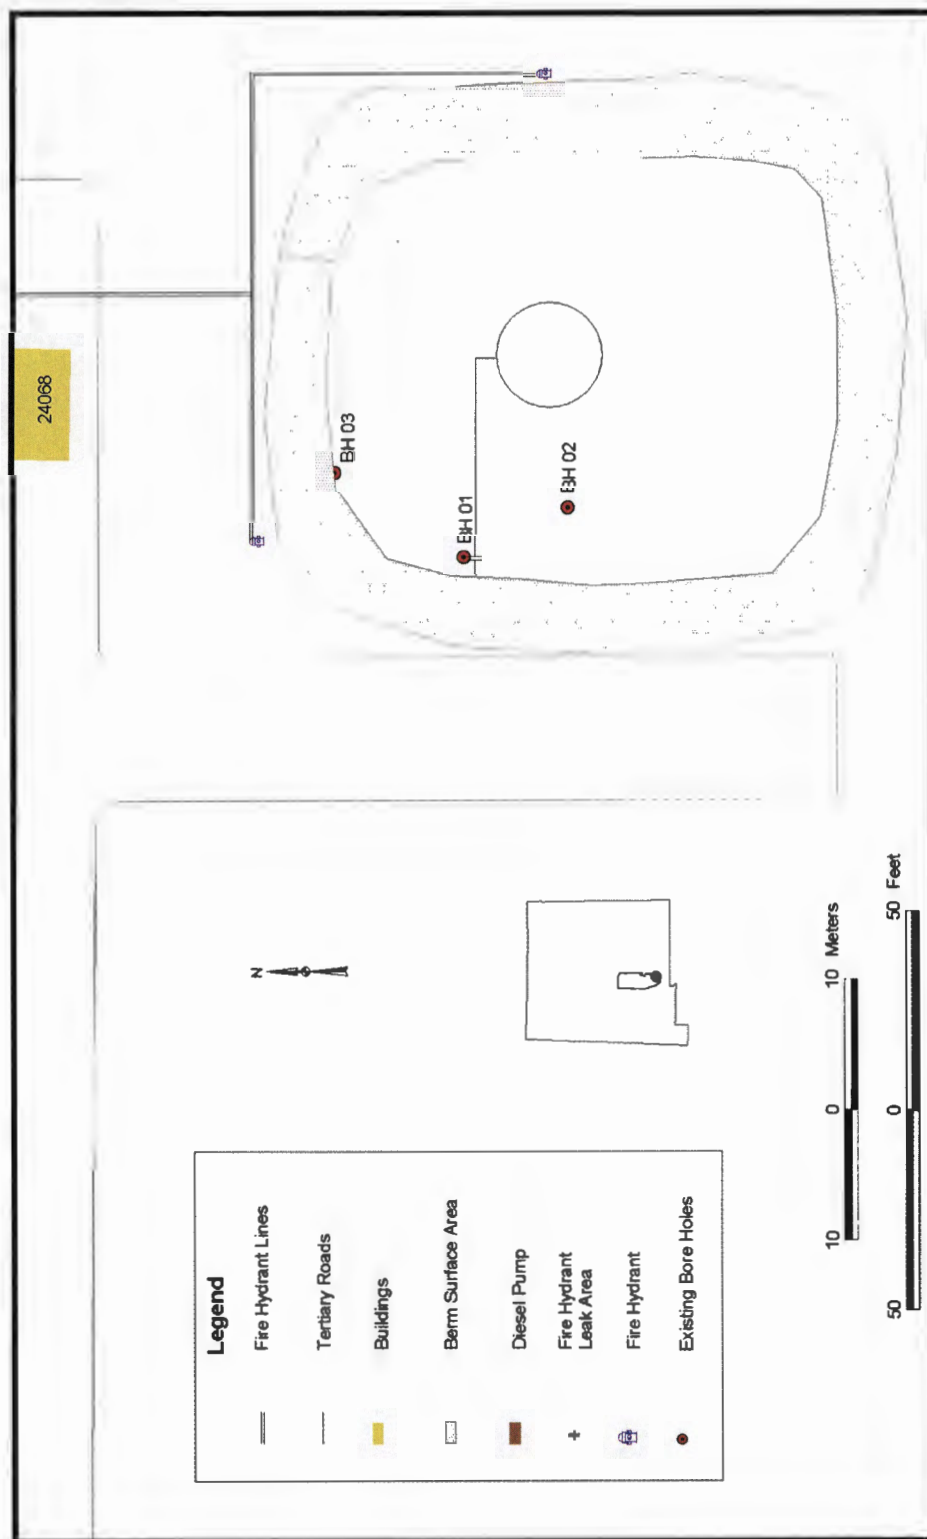 24068
BH 03
BH 01
BH 02
N
Legend
Fire Hydrant Lines
Tertiary Roads
Buildings
Berm Surface Area
Diesel Pump
Fire Hydrant
Leak Area
Fire Hydrant
Existing Bore Holes
10 0 10 Meters
50 0 50 Feet